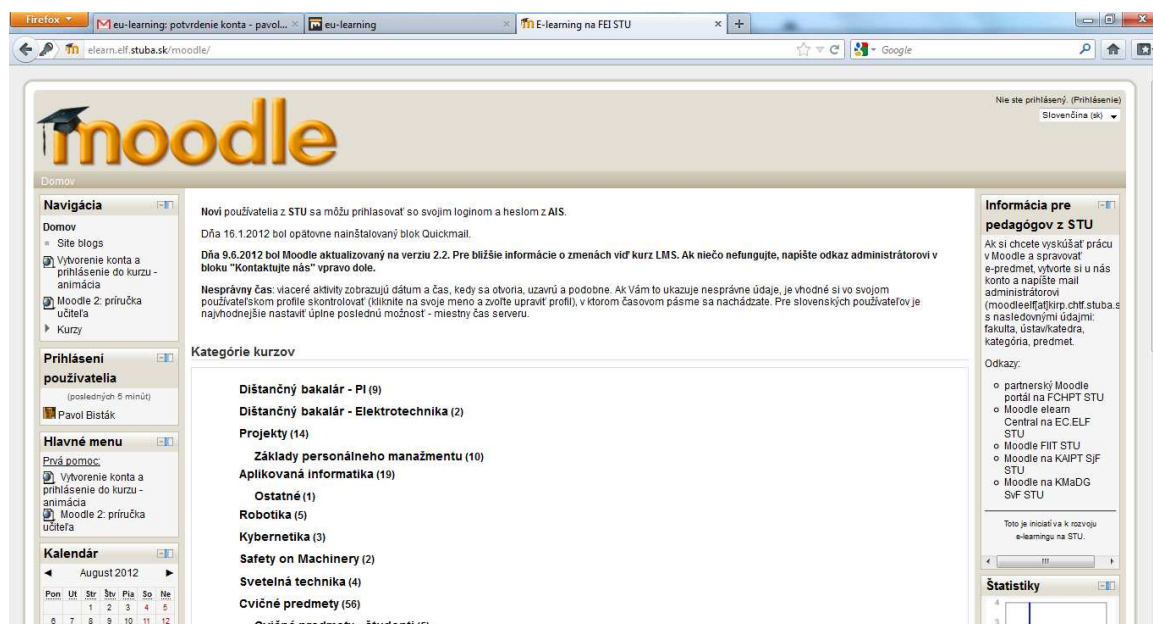 Firefox
eu-learning: potvrdenie konta - pavol...
eu-learning
E-learning na FEI STU
elearn.elf.stuba.sk/moodle/
Google
moodle
Nie ste prihlásený. (Prihlásenie)
Slovenčina (sk)
Domov
Navigácia
Domov
Site blogs
Vytvorenie konta a
prihlásenie do kurzu -
animácia
Moodle 2: príručka
učiteľa
Kurzy
Prihlásení
používatelia
(posledných 5 minút)
Pavol Bisták
Hlavné menu
Prvá pomoc:
Vytvorenie konta a
prihlásenie do kurzu -
animácia
Moodle 2: príručka
učiteľa
Kalendár
August 2012
Pon Ut Str Štv Pia So Ne
1 2 3 4 5
6 7 8 9 10 11 12
Noví používatelia z STU sa môžu prihlasovať so svojim loginom a heslom z AIS.
Dňa 16.1.2012 bol opätovne nainštalovaný blok Quickmail.
Dňa 9.6.2012 bol Moodle aktualizovaný na verziu 2.2. Pre bližšie informácie o zmenách viď kurz LMS. Ak niečo nefungujte, napíšte odkaz administrátorovi v
bloku "Kontaktujte nás" vpravo dole.
Nesprávny čas: viaceré aktivity zobrazujú dátum a čas, kedy sa otvoria, uzavrú a podobne. Ak Vám to ukazuje nesprávne údaje, je vhodné si vo svojom
používateľskom profile skontrolovať (kliknite na svoje meno a zvoľte upraviť profil), v ktorom časovom pásme sa nachádzate. Pre slovenských používateľov je
najvhodnejšie nastaviť úplne poslednú možnosť - miestny čas serveru.
Kategórie kurzov
Dištančný bakalár - PI (9)
Dištančný bakalár - Elektrotechnika (2)
Projekty (14)
Základy personálneho manažmentu (10)
Aplikovaná informatika (19)
Ostatné (1)
Robotika (5)
Kybernetika (3)
Safety on Machinery (2)
Svetelná technika (4)
Cvičné predmety (56)
Cvičné predmety - študenti (5)
Informácia pre
pedagógov z STU
Ak si chcete vyskúšať prácu
v Moodle a spravovať
e-predmet, vytvorte si u nás
konto a napíšte mail
administrátorovi
(moodleelf[at]kirp.chtf.stuba.s
s nasledovnými údajmi:
fakulta, ústav/katedra,
kategória, predmet.
Odkazy:
partnerský Moodle
portál na FCHPT STU
Moodle elearn
Central na EC.ELF
STU
Moodle FIIT STU
Moodle na KAIPT SjF
STU
Moodle na KMaDG
SvF STU
Toto je iniciatíva k rozvoju
e-learningu na STU.
Štatistiky
4
3